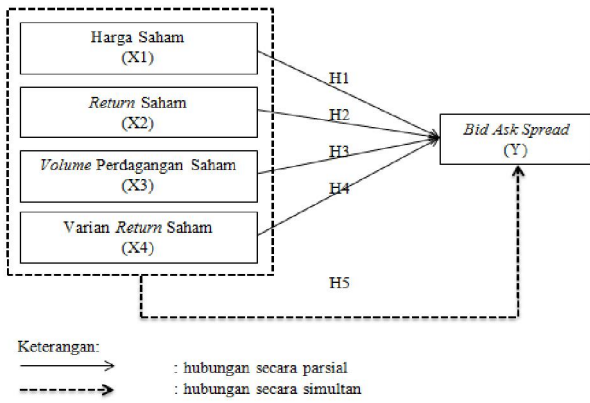 Harga Saham
(X1)
Return Saham
(X2)
Volume Perdagangan Saham
(X3)
Varian Return Saham
(X4)
H1
H2
H3
H4
Bid Ask Spread
(Y)
H5
Keterangan:
: hubungan secara parsial
: hubungan secara simultan